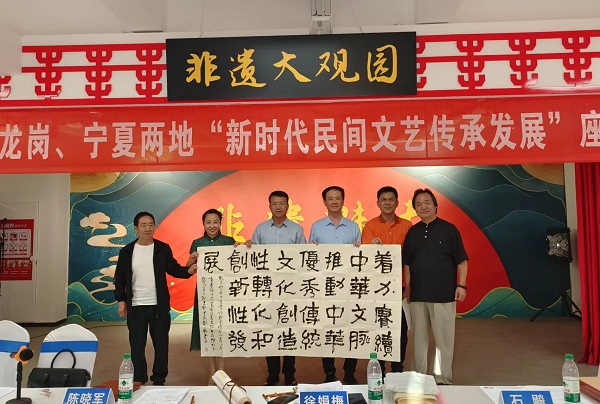 非遗大观园
龙岗、宁夏两地“新时代民间文艺传承发展”座
非遗
着力賡續
中華文脈
推動中華
優秀傳統
文化創造
性轉化和
創新性發
展
陈晓军
徐娟梅
石